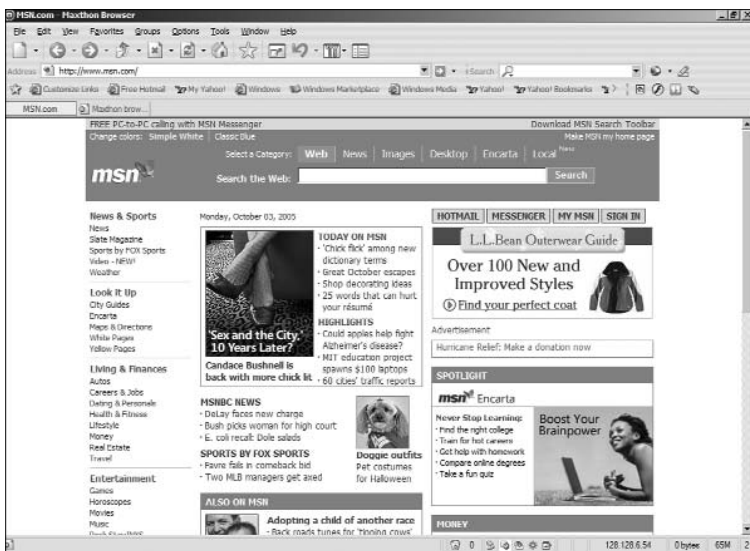 MSN.com - Maxthon Browser
File Edit View Favorites Groups Options Tools Window Help
Address http://www.msn.com/ Search
Customize Links Free Hotmail My Yahoo! Windows Windows Marketplace Windows Media Yahoo! Yahoo! Bookmarks
MSN.com Maxthon brow...
FREE PC-to-PC calling with MSN Messenger Download MSN Search Toolbar
Change colors: Simple White Classic Blue Make MSN my home page
Select a Category: Web News Images Desktop Encarta Local New
msn
Search the Web: Search
News & Sports
News
Slate Magazine
Sports by FOX Sports
Video - NEW!
Weather
Look It Up
City Guides
Encarta
Maps & Directions
White Pages
Yellow Pages
Living & Finances
Autos
Careers & Jobs
Dating & Personals
Health & Fitness
Lifestyle
Money
Real Estate
Travel
Entertainment
Games
Horoscopes
Movies
Music
Monday, October 03, 2005
'Sex and the City,'
10 Years Later?
Candace Bushnell is
back with more chick lit
TODAY ON MSN
· 'Chick flick' among new
dictionary terms
· Great October escapes
· Shop decorating ideas
· 25 words that can hurt
your résumé
HIGHLIGHTS
· Could apples help fight
Alzheimer's disease?
· MIT education project
spawns $100 laptops
· 60 cities' traffic reports
MSNBC NEWS
· DeLay faces new charge
· Bush picks woman for high court
· E. coli recall: Dole salads
SPORTS BY FOX SPORTS
· Favre fails in comeback bid
· Two MLB managers get axed
Doggie outfits
Pet costumes
for Halloween
ALSO ON MSN
Adopting a child of another race
· Back roads tunes for 'tipping cows'
HOTMAIL MESSENGER MY MSN SIGN IN
L.L.Bean Outerwear Guide
Over 100 New and
Improved Styles
Find your perfect coat
Advertisement
Hurricane Relief: Make a donation now
SPOTLIGHT
msn Encarta
Never Stop Learning:
· Find the right college
· Train for hot careers
· Get help with homework
· Compare online degrees
· Take a fun quiz
Boost Your
Brainpower
MONEY
0 128.128.6.54 0 bytes 65M 2